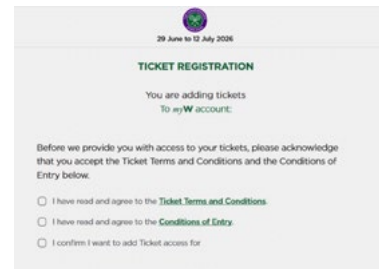 29 June to 12 July 2026
TICKET REGISTRATION
You are adding tickets
To myW account:
Before we provide you with access to your tickets, please acknowledge
that you accept the Ticket Terms and Conditions and the Conditions of
Entry below.
I have read and agree to the Ticket Terms and Conditions.
I have read and agree to the Conditions of Entry.
I confirm I want to add Ticket access for